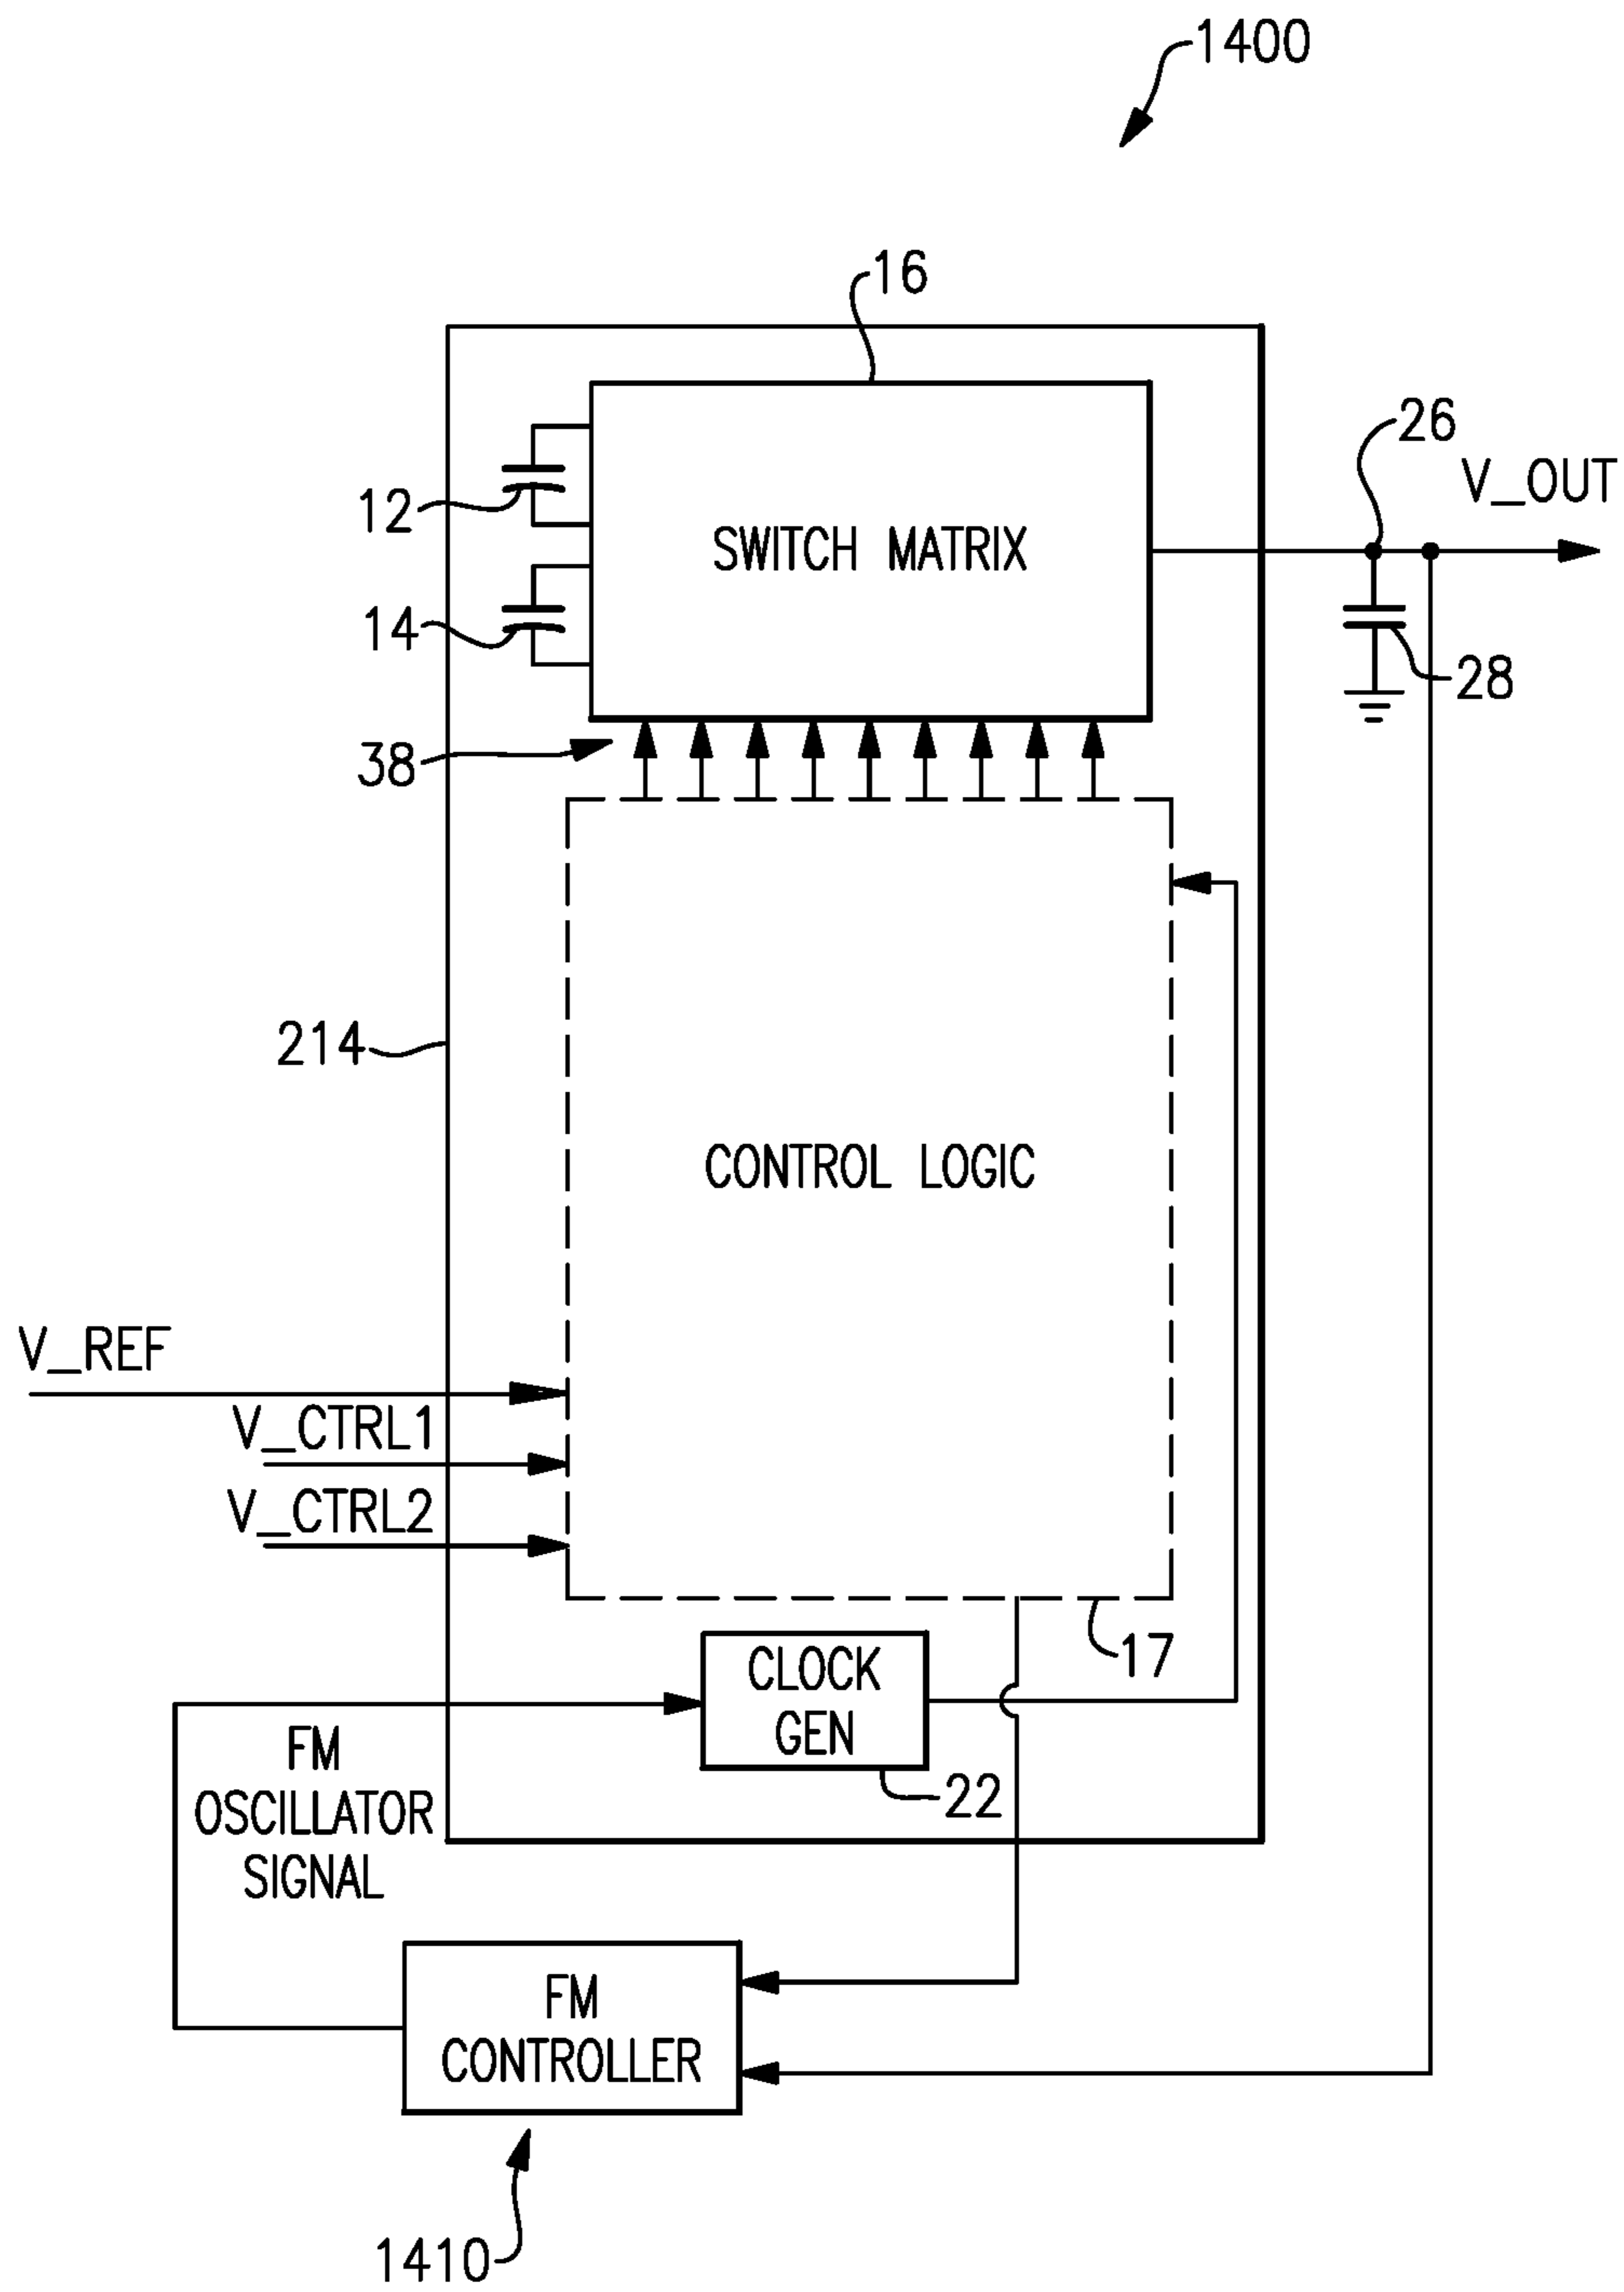 1400
16
26
V_OUT
12
SWITCH MATRIX
14
28
38
214
CONTROL LOGIC
V_REF
V_CTRL1
V_CTRL2
17
CLOCK
GEN
FM
OSCILLATOR
SIGNAL
22
FM
CONTROLLER
1410